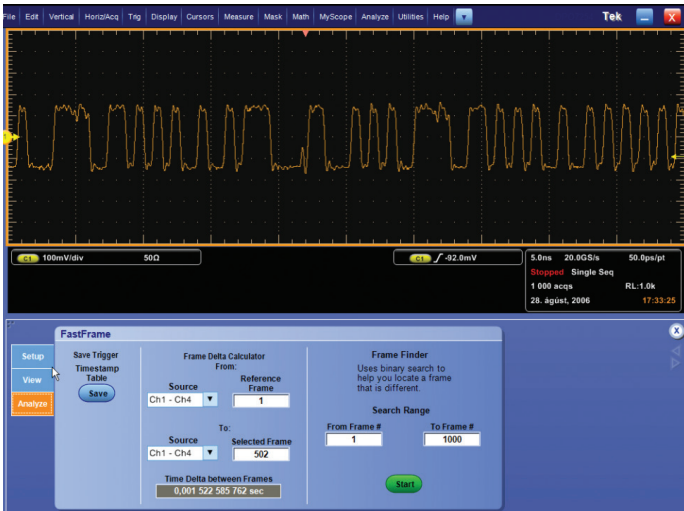 File Edit Vertical Horiz/Acq Trig Display Cursors Measure Mask Math MyScope Analyze Utilities Help Tek X
C1 100mV/div 50Ω
C1 -92.0mV
5.0ns 20.0GS/s 50.0ps/pt
Stopped Single Seq
1 000 acqs RL:1.0k
28. ágúst, 2006 17:33:25
FastFrame
X
Setup
View
Analyze
Save Trigger
Timestamp
Table
Save
Frame Delta Calculator
From:
Source
Reference
Frame
Ch1 - Ch4
1
To:
Source
Selected Frame
Ch1 - Ch4
502
Time Delta between Frames
0,001 522 585 762 sec
Frame Finder
Uses binary search to
help you locate a frame
that is different.
Search Range
From Frame # To Frame #
1 1000
Start